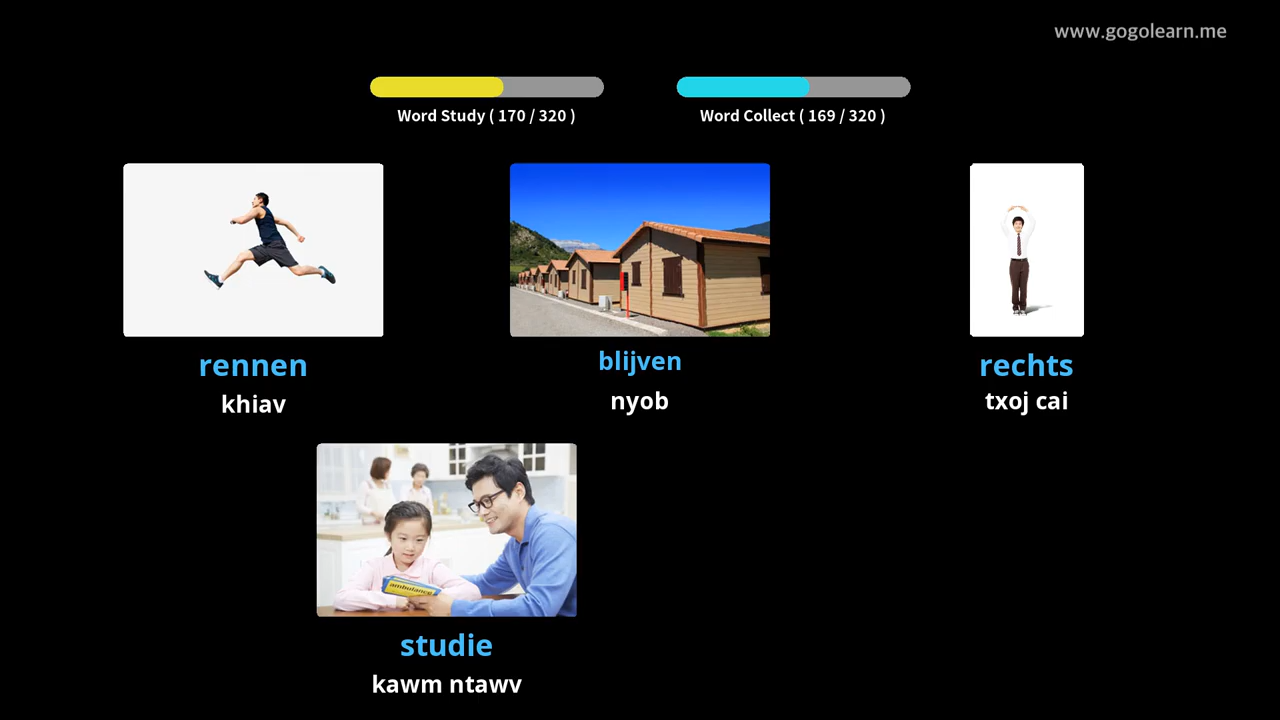 www.gogolearn.me
Word Study ( 170 / 320 )
Word Collect ( 169 / 320 )
rennen
khiav
blijven
nyob
rechts
txoj cai
ambulance
studie
kawm ntawv